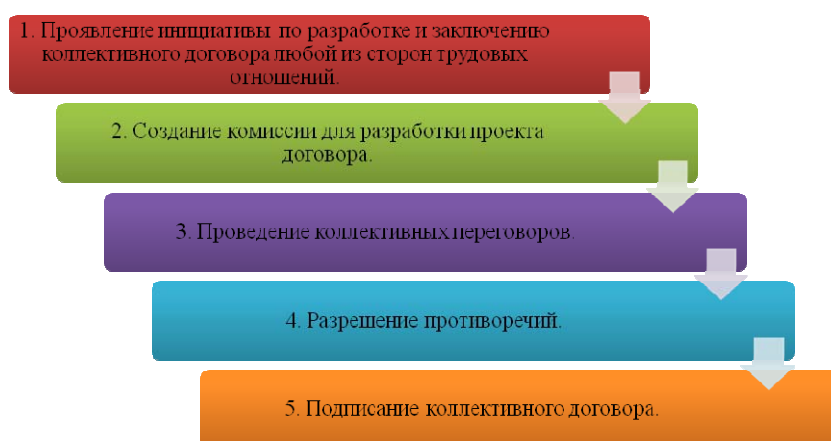 1. Проявление инициативы по разработке и заключению
коллективного договора любой из сторон трудовых
отношений.
2. Создание комиссии для разработки проекта
договора.
3. Проведение коллективных переговоров.
4. Разрешение противоречий.
5. Подписание коллективного договора.